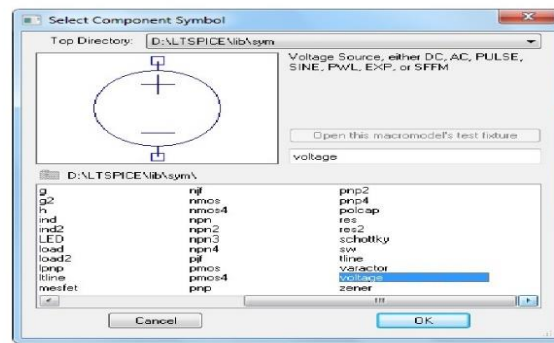 Select Component Symbol
Top Directory: D:\LTSPICE\lib\sym
Voltage Source, either DC, AC, PULSE,
SINE, PWL, EXP, or SFFM
Open this macromodel's test fixture
voltage
D:\LTSPICE\lib\sym\
g njf pnp2
g2 nmos pnp4
h nmos4 polcap
ind npn res
ind2 npn2 res2
LED npn3 schottky
load npn4 sw
load2 pjf tline
lpnp pmos varactor
ltline pmos4 voltage
mesfet pnp zener
Cancel OK